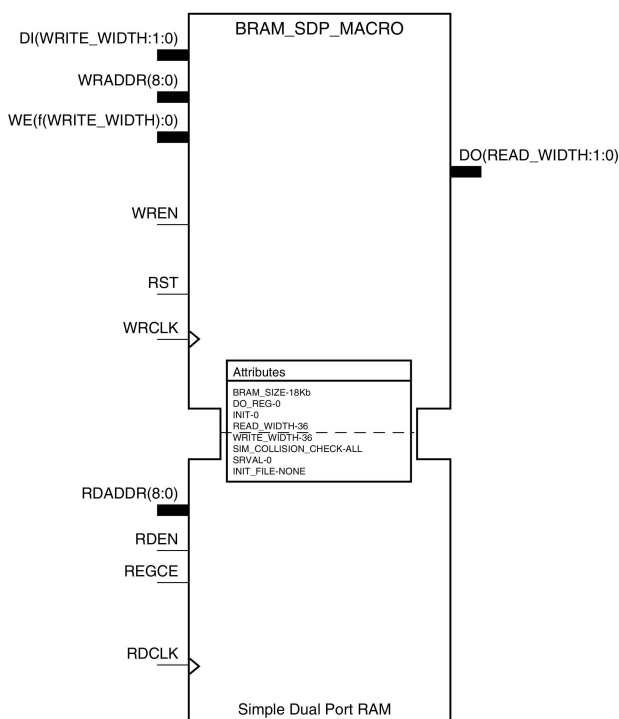 BRAM_SDP_MACRO
DI(WRITE_WIDTH:1:0)
WRADDR(8:0)
WE(f(WRITE_WIDTH):0)
DO(READ_WIDTH:1:0)
WREN
RST
WRCLK
Attributes
BRAM_SIZE-18Kb
DO_REG-0
INIT-0
READ_WIDTH-36
WRITE_WIDTH-36
SIM_COLLISION_CHECK-ALL
SRVAL-0
INIT_FILE-NONE
RDADDR(8:0)
RDEN
REGCE
RDCLK
Simple Dual Port RAM